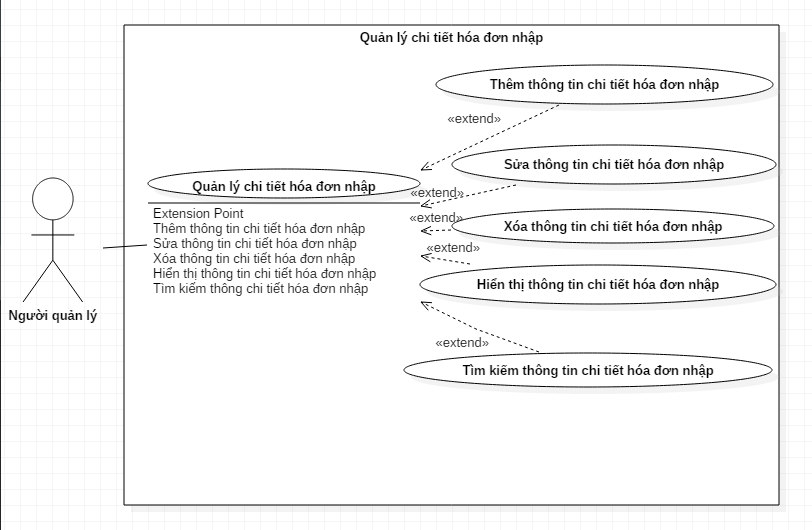 Quản lý chi tiết hóa đơn nhập
Thêm thông tin chi tiết hóa đơn nhập
«extend»
Sửa thông tin chi tiết hóa đơn nhập
Quản lý chi tiết hóa đơn nhập
«extend»
Extension Point
Thêm thông tin chi tiết hóa đơn nhập
Sửa thông tin chi tiết hóa đơn nhập
Xóa thông tin chi tiết hóa đơn nhập
Hiển thị thông tin chi tiết hóa đơn nhập
Tìm kiếm thông chi tiết hóa đơn nhập
«extend»
Xóa thông tin chi tiết hóa đơn nhập
«extend»
Hiển thị thông tin chi tiết hóa đơn nhập
Người quản lý
«extend»
Tìm kiếm thông tin chi tiết hóa đơn nhập